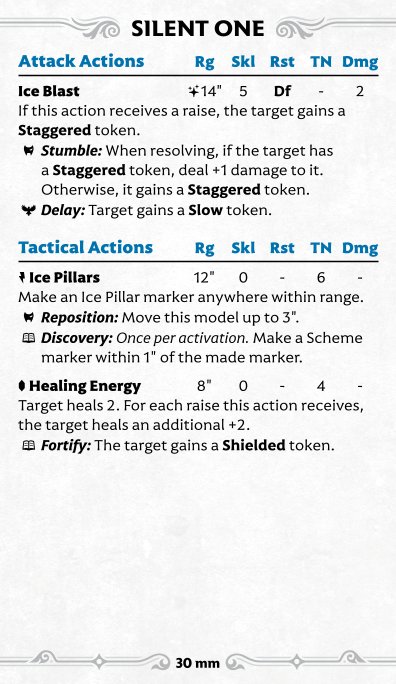 SILENT ONE
Attack Actions Rg Skl Rst TN Dmg
Ice Blast 14" 5 Df - 2
If this action receives a raise, the target gains a
Staggered token.
Stumble: When resolving, if the target has
a Staggered token, deal +1 damage to it.
Otherwise, it gains a Staggered token.
Delay: Target gains a Slow token.
Tactical Actions Rg Skl Rst TN Dmg
Ice Pillars 12" 0 - 6 -
Make an Ice Pillar marker anywhere within range.
Reposition: Move this model up to 3".
Discovery: Once per activation. Make a Scheme
marker within 1" of the made marker.
Healing Energy 8" 0 - 4 -
Target heals 2. For each raise this action receives,
the target heals an additional +2.
Fortify: The target gains a Shielded token.
30 mm